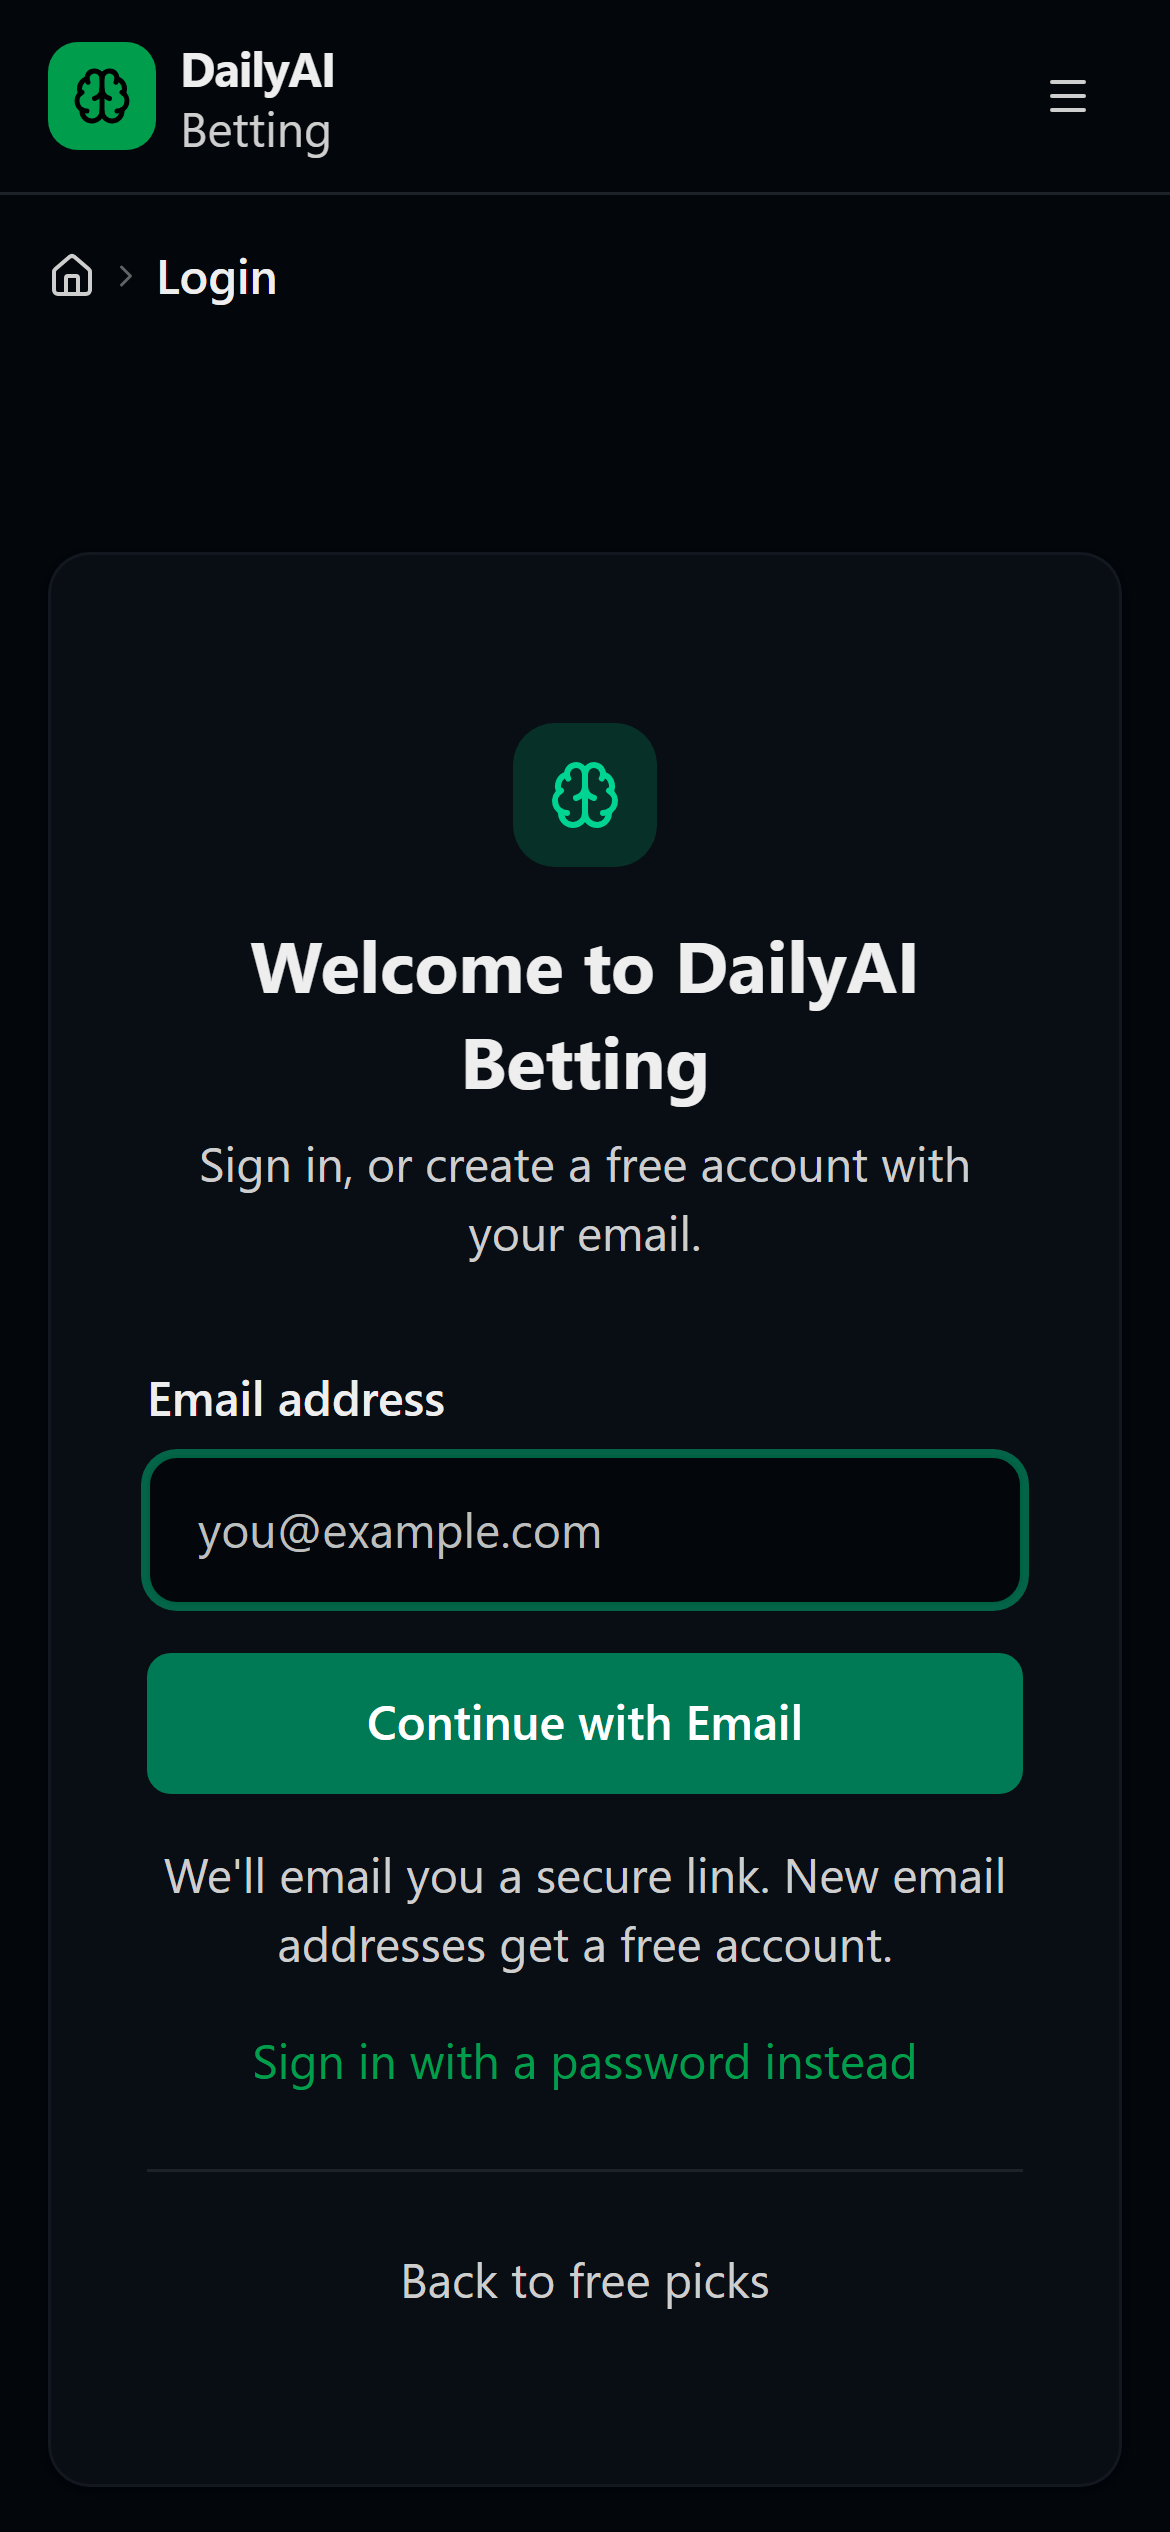 DailyAI
Betting
Login
Welcome to DailyAI
Betting
Sign in, or create a free account with
your email.
Email address
you@example.com
Continue with Email
We'll email you a secure link. New email
addresses get a free account.
Sign in with a password instead
Back to free picks